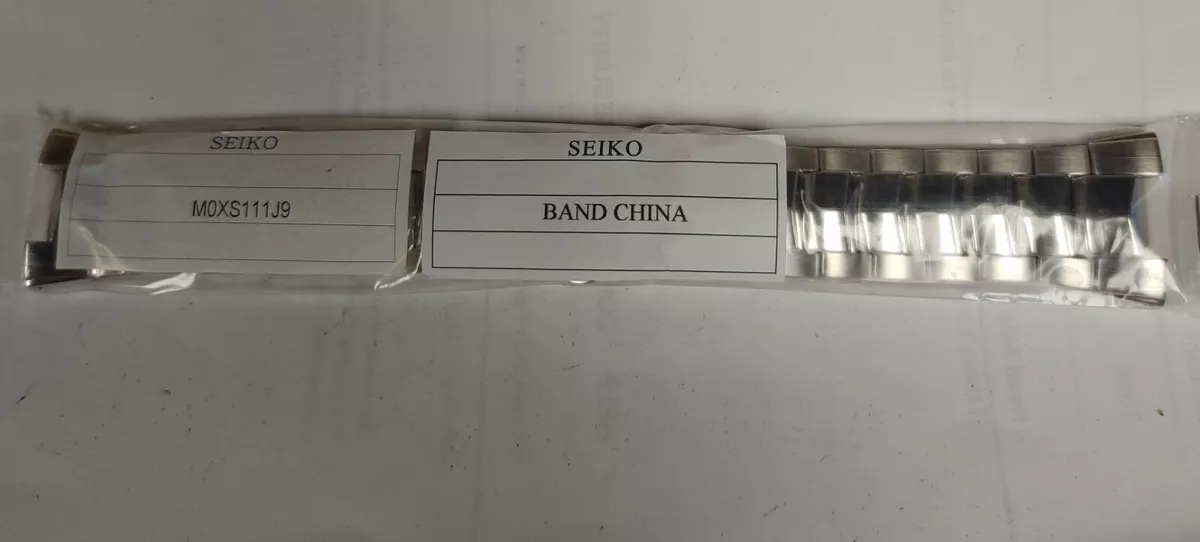 SEIKO
M0XS111J9
SEIKO
BAND CHINA